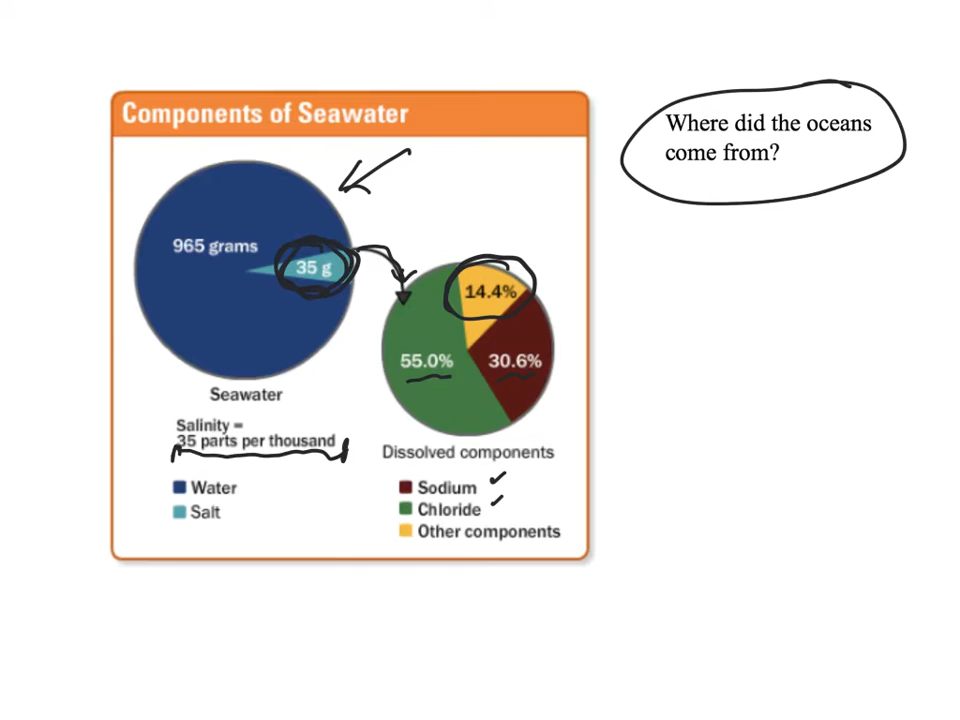 Components of Seawater
Where did the oceans
come from?
965 grams
35 g
14.4%
55.0%
30.6%
Seawater
Salinity =
35 parts per thousand
Dissolved components
Water
Salt
Sodium
Chloride
Other components